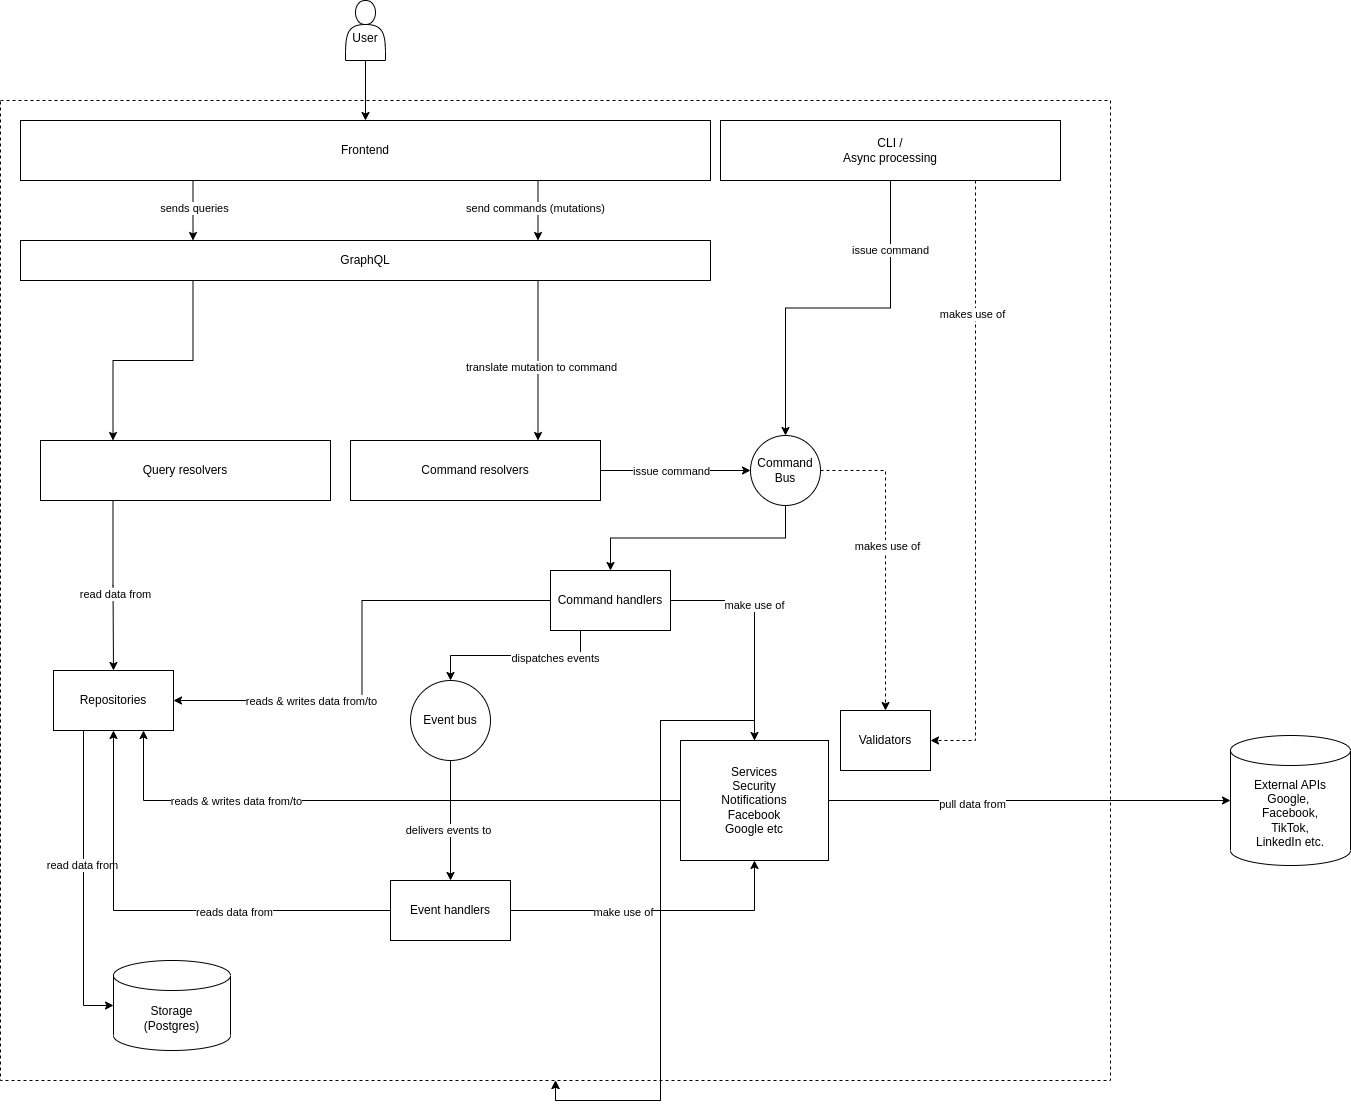 User
Frontend
CLI /
Async processing
sends queries
send commands (mutations)
issue command
GraphQL
makes use of
translate mutation to command
Query resolvers
Command resolvers
issue command
Command
Bus
makes use of
read data from
Command handlers
make use of
dispatches events
Repositories
reads & writes data from/to
Event bus
Validators
Services
Security
Notifications
Facebook
Google etc
External APIs
Google,
Facebook,
TikTok,
LinkedIn etc.
reads & writes data from/to
pull data from
delivers events to
read data from
reads data from
Event handlers
make use of
Storage
(Postgres)